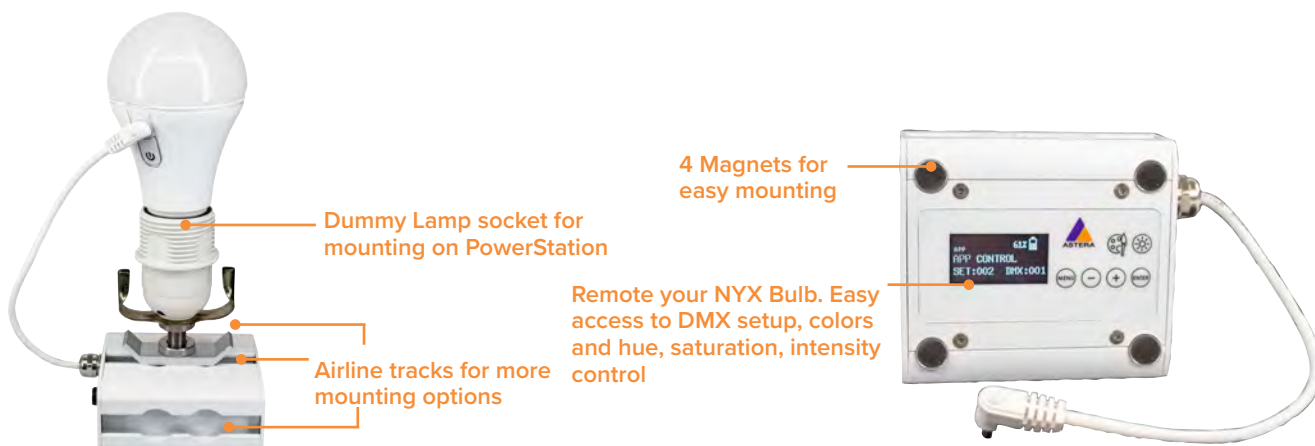 Dummy Lamp socket for
mounting on PowerStation
Airline tracks for more
mounting options
4 Magnets for
easy mounting
Remote your NYX Bulb. Easy
access to DMX setup, colors
and hue, saturation, intensity
control
APP
61%
APP CONTROL
SET:002 DMX:001
ASTERA
MENU
−
+
ENTER